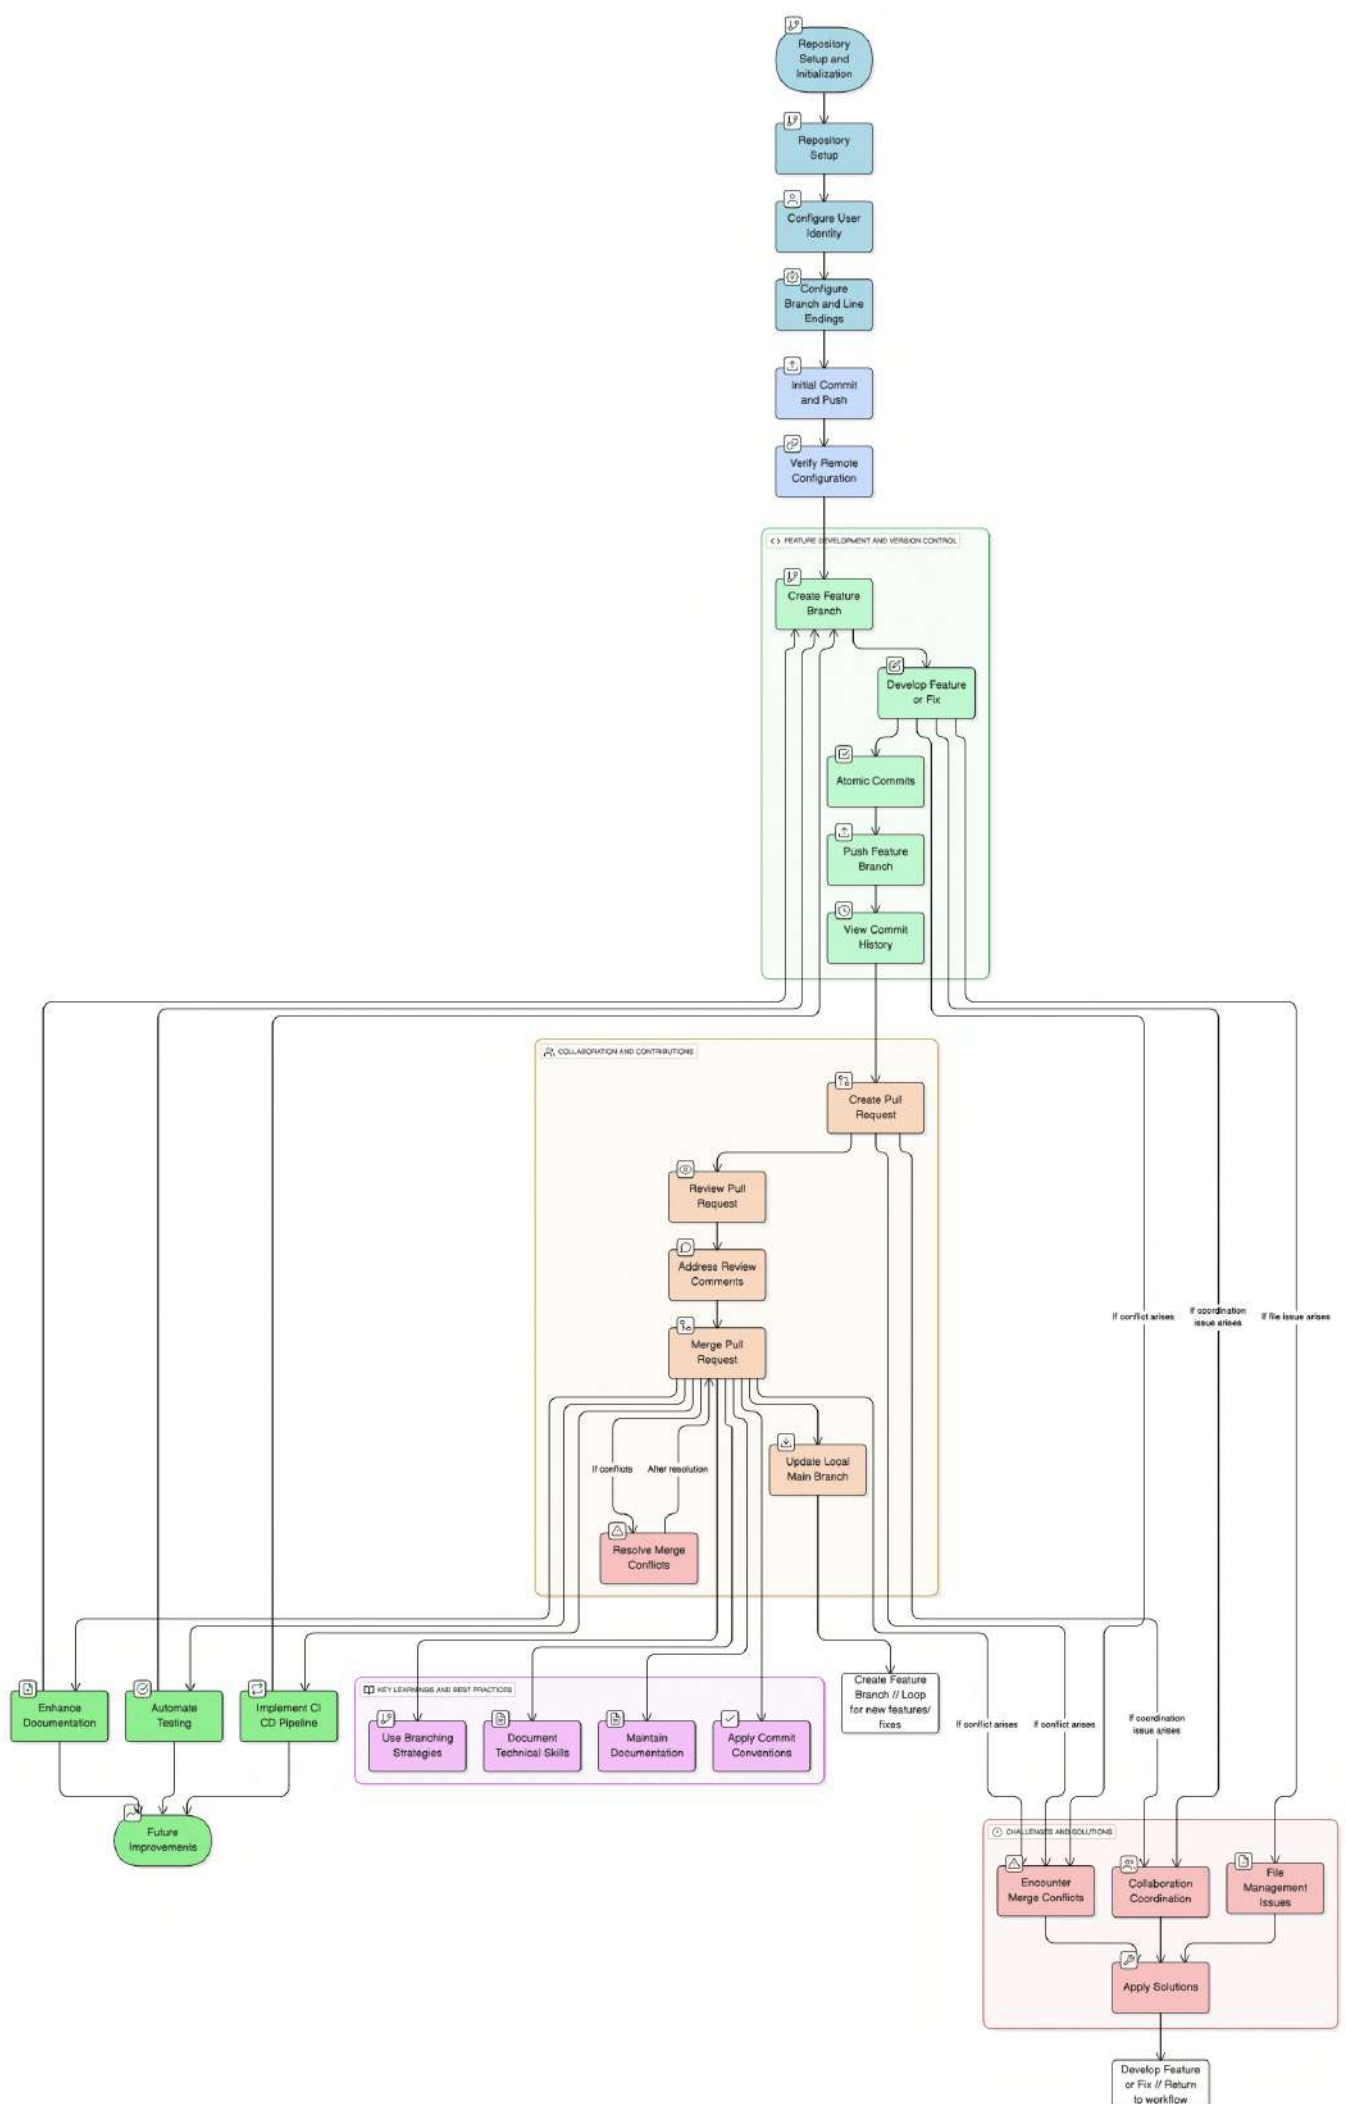 Repository
Setup and
Initialization
Repository
Setup
Configure User
Identity
Configure
Branch and Line
Endings
Initial Commit
and Push
Verify Remote
Configuration
FEATURE DEVELOPMENT AND VERSION CONTROL
Create Feature
Branch
Develop Feature
or Fix
Atomic Commits
Push Feature
Branch
View Commit
History
COLLABORATION AND CONTRIBUTIONS
Create Pull
Request
Review Pull
Request
Address Review
Comments
Merge Pull
Request
If conflict arises
If coordination
issue arises
If file issue arises
If conflicts
After resolution
Update Local
Main Branch
Resolve Merge
Conflicts
Enhance
Documentation
Automate
Testing
Implement CI
CD Pipeline
KEY LEARNINGS AND BEST PRACTICES
Use Branching
Strategies
Document
Technical Skills
Maintain
Documentation
Apply Commit
Conventions
Create Feature
Branch // Loop
for new features/
fixes
If conflict arises
If conflict arises
If coordination
issue arises
Future
Improvements
CHALLENGES AND SOLUTIONS
Encounter
Merge Conflicts
Collaboration
Coordination
File
Management
Issues
Apply Solutions
Develop Feature
or Fix // Return
to workflow